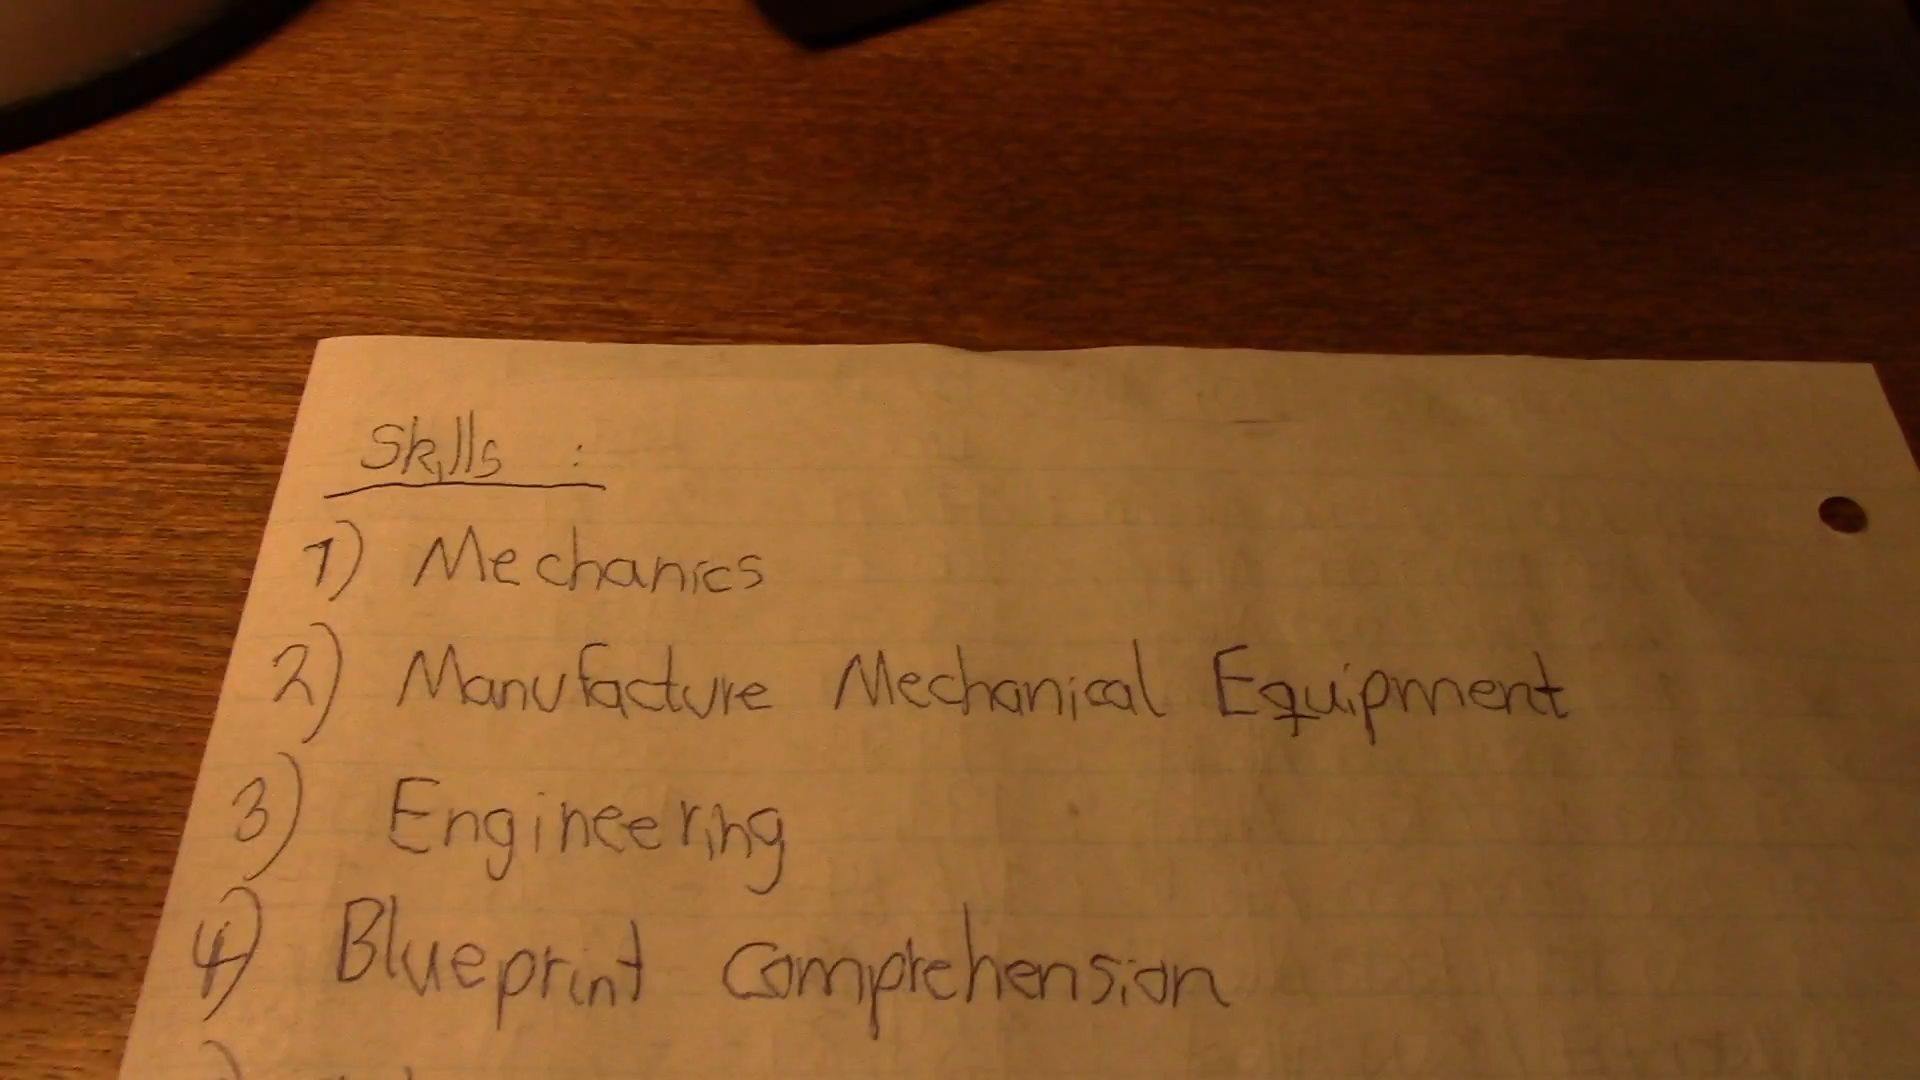 Skills :
1) Mechanics
2) Manufacture Mechanical Equipment
3) Engineering
4) Blueprint Comprehension